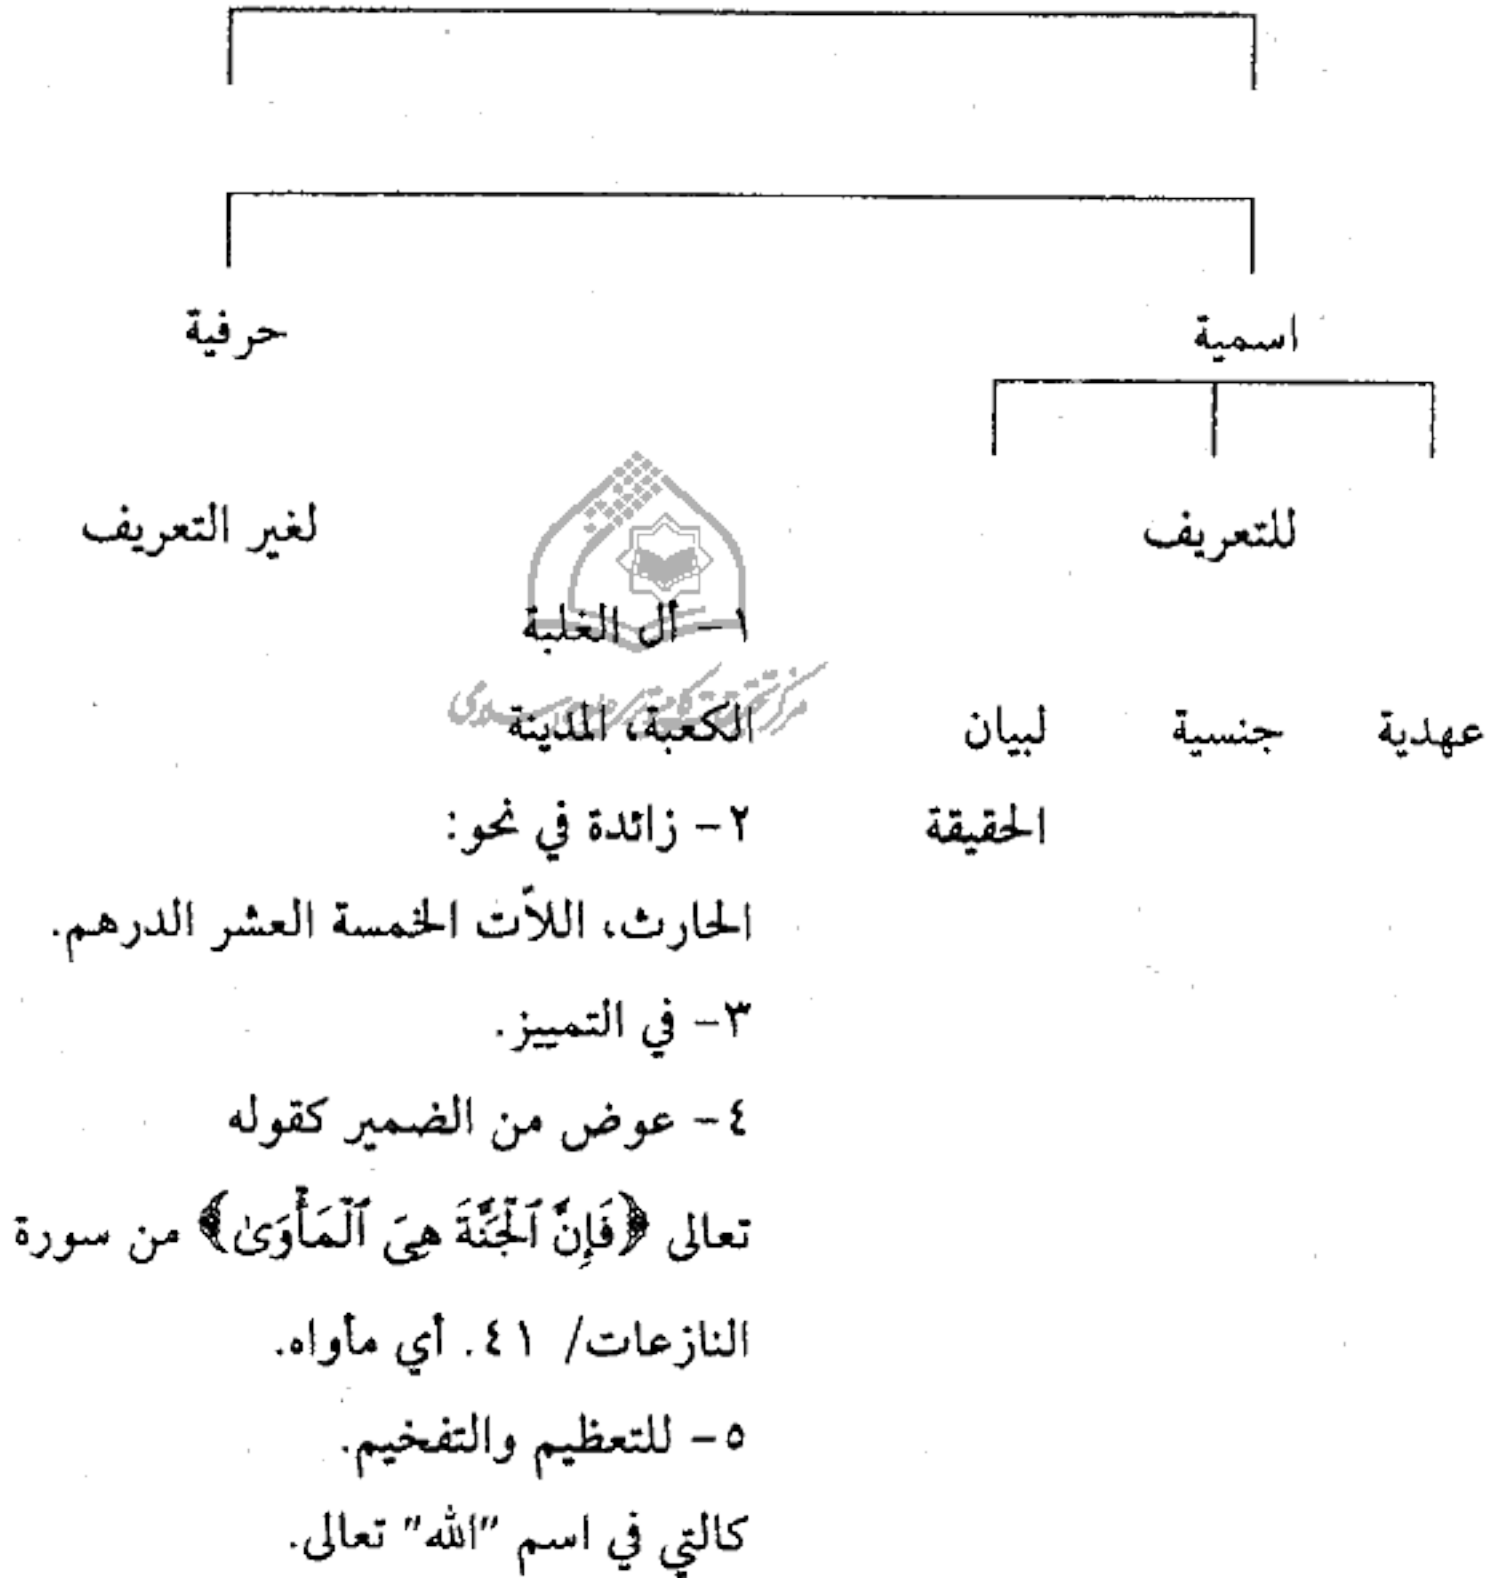 اسمية حرفية
للتعريف لغير التعريف
١- أل الغلبة
عهدية جنسية لبيان الكعبة، المدينة
الحقيقة ٢- زائدة في نحو:
الحارث، اللاّت الخمسة العشر الدرهم.
٣- في التمييز.
٤- عوض من الضمير كقوله
تعالى ﴿فَإِنَّ ٱلْجَنَّةَ هِىَ ٱلْمَأْوَىٰ﴾ من سورة
النازعات/ ٤١. أي مأواه.
٥- للتعظيم والتفخيم.
كالتي في اسم "الله" تعالى.